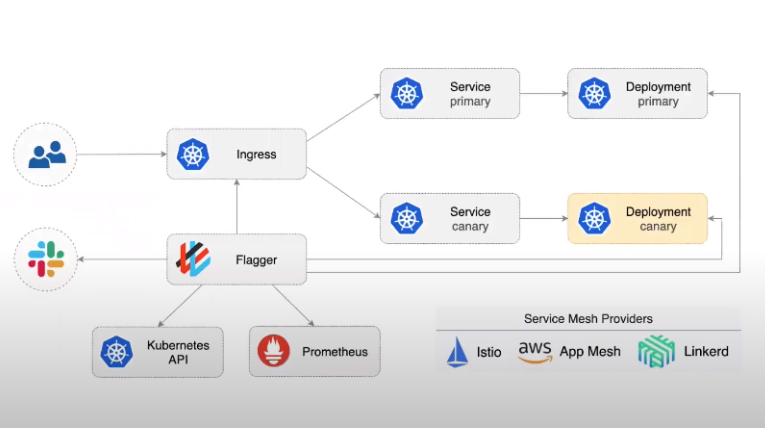 Service
primary
Deployment
primary
Ingress
Service
canary
Deployment
canary
Flagger
Kubernetes
API
Prometheus
Service Mesh Providers
Istio
aws
App Mesh
Linkerd